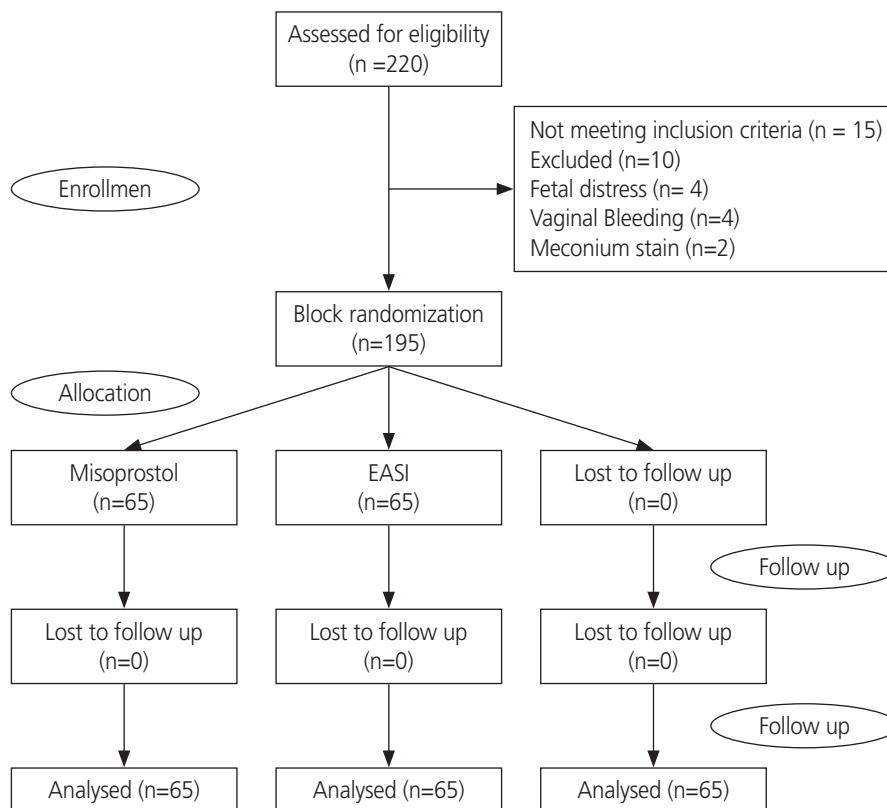 Assessed for eligibility
(n =220)
Not meeting inclusion criteria (n = 15)
Excluded (n=10)
Fetal distress (n= 4)
Vaginal Bleeding (n=4)
Meconium stain (n=2)
Enrollmen
Block randomization
(n=195)
Allocation
Misoprostol
(n=65)
EASI
(n=65)
Lost to follow up
(n=0)
Follow up
Lost to follow up
(n=0)
Lost to follow up
(n=0)
Lost to follow up
(n=0)
Follow up
Analysed (n=65)
Analysed (n=65)
Analysed (n=65)